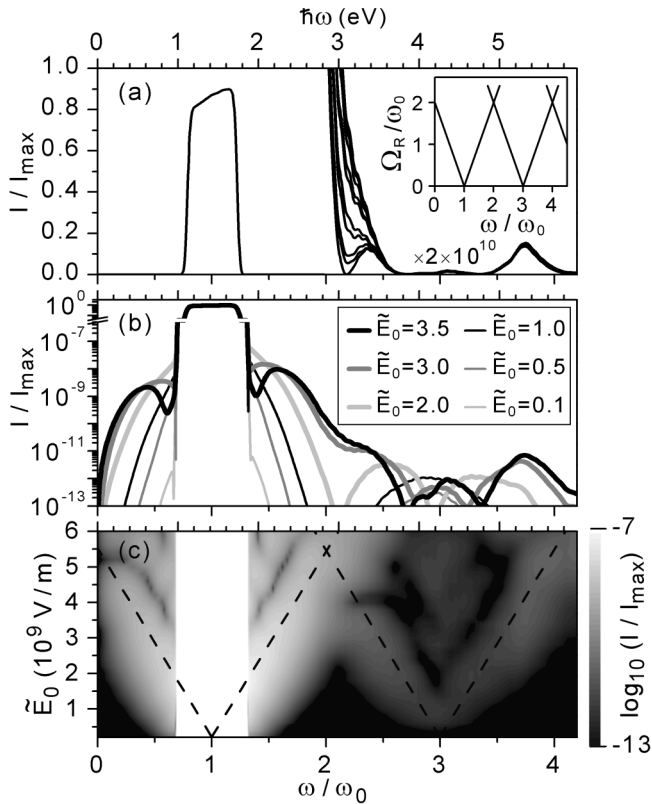 ħω (eV)
0 1 2 3 4 5
1.0
0.8
0.6
0.4
0.2
0.0
I / Imax
(a)
2
1
0
Ω_R/ω_0
0 1 2 3 4
ω / ω_0
×2×10^10
(b)
10^0
10^-7
10^-9
10^-11
10^-13
I / Imax
Ẽ_0=3.5 Ẽ_0=1.0
Ẽ_0=3.0 Ẽ_0=0.5
Ẽ_0=2.0 Ẽ_0=0.1
(c)
6
5
4
3
2
1
Ẽ_0 (10^9 V/m)
0 1 2 3 4
ω / ω_0
-7
-13
log_10 (I / Imax)